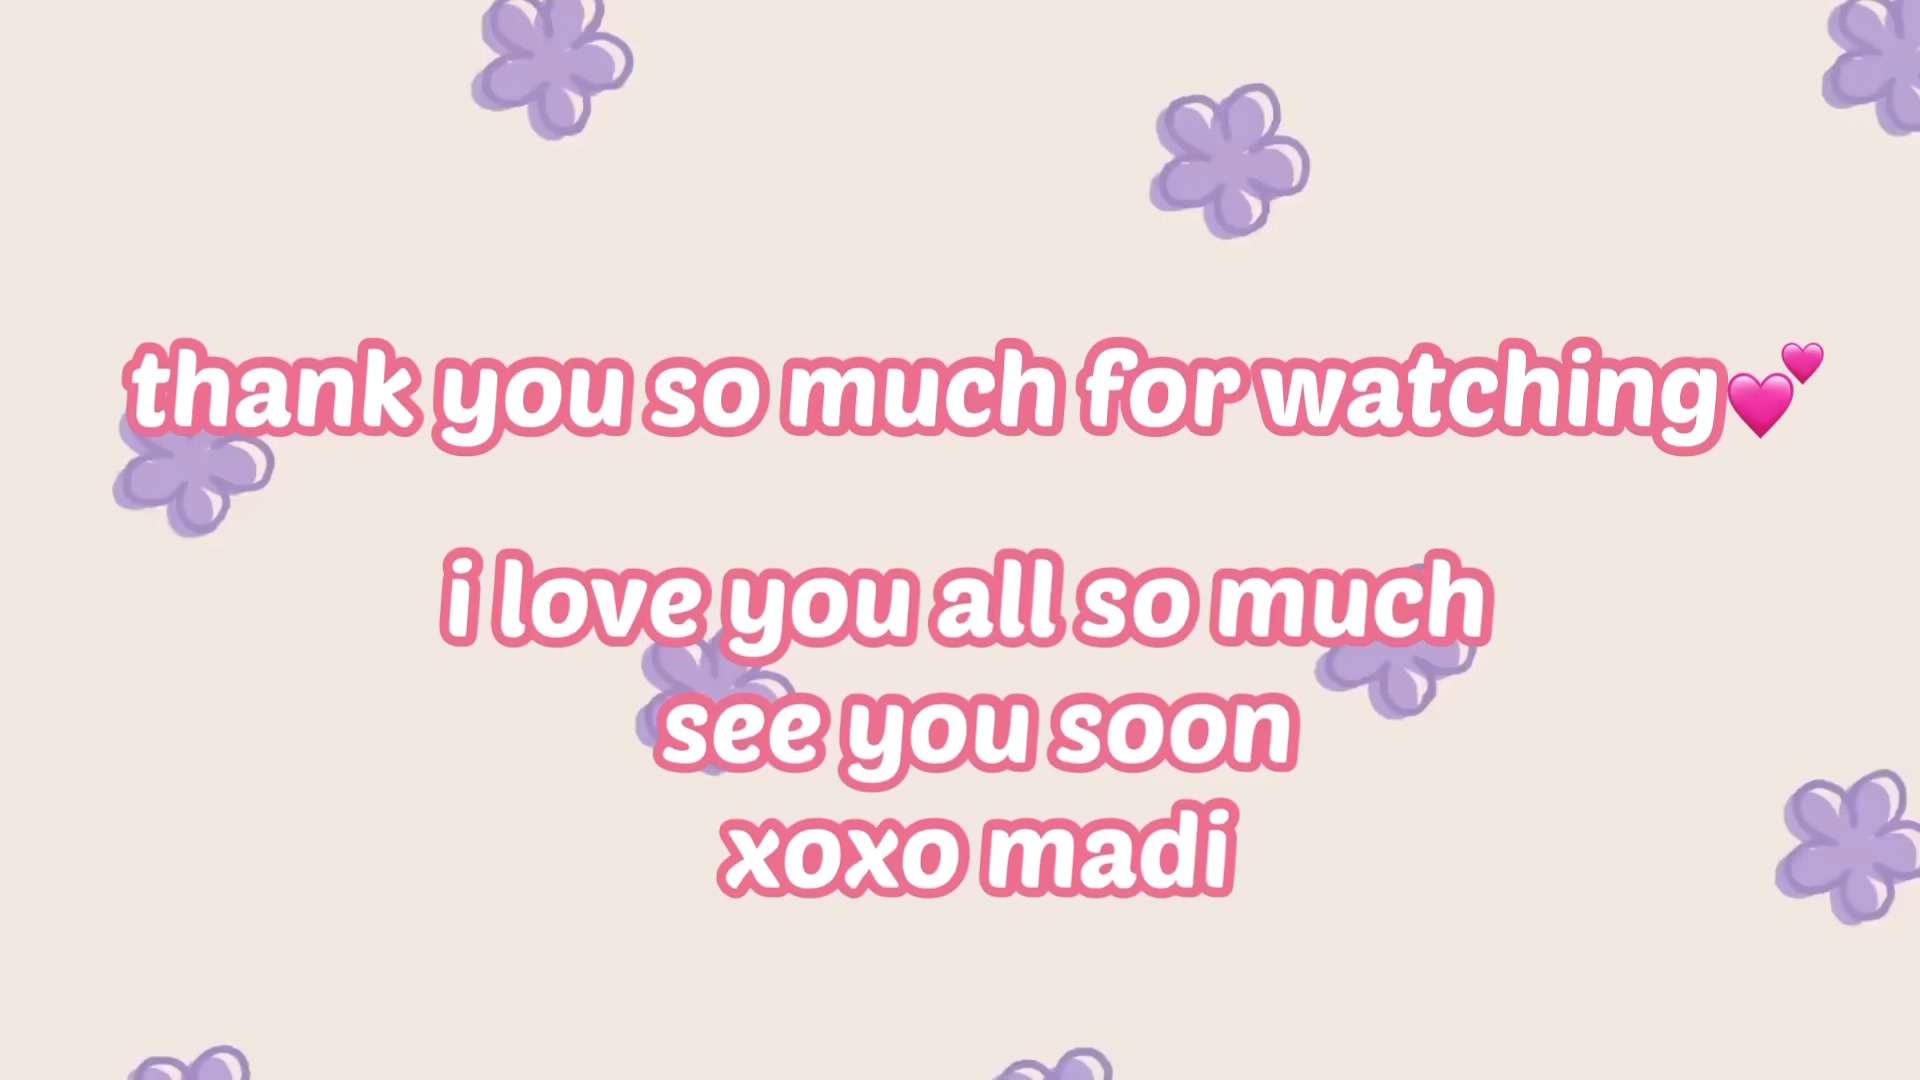 thank you so much for watching💕
i love you all so much
see you soon
xoxo madi